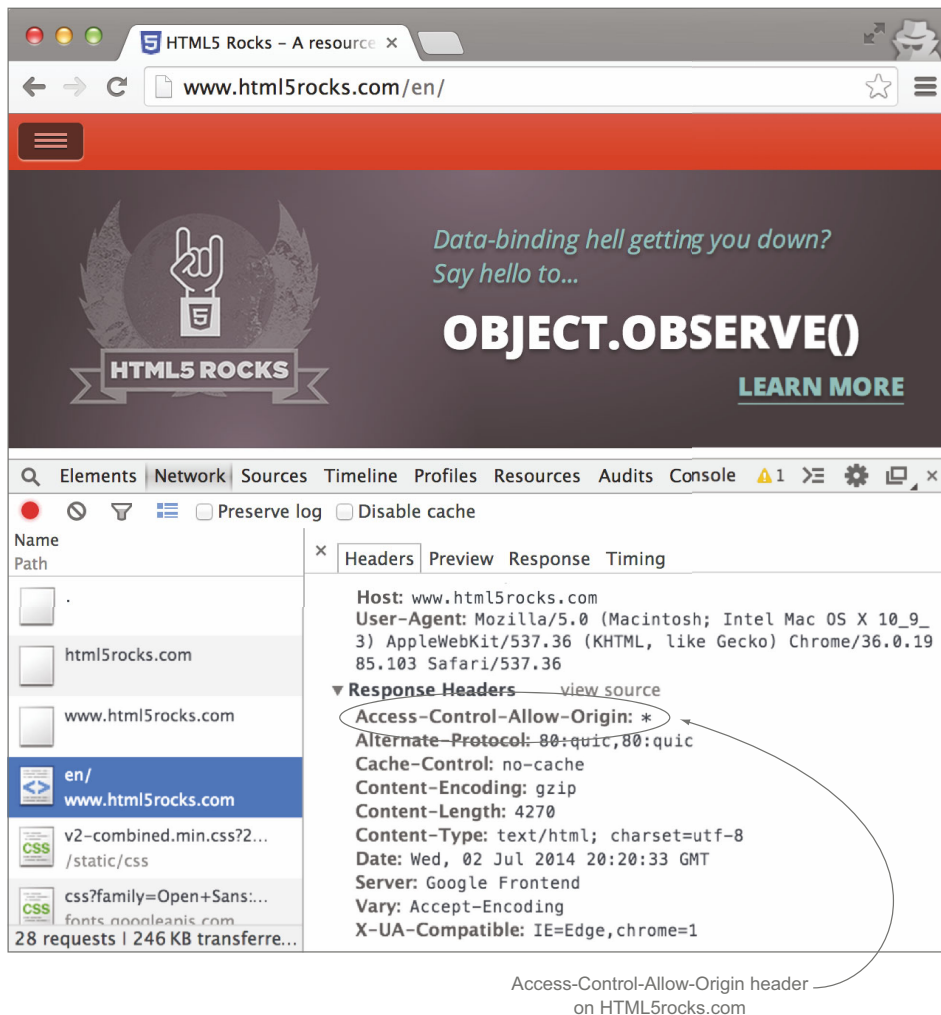 HTML5 Rocks – A resource
www.html5rocks.com/en/
Data-binding hell getting you down?
Say hello to...
OBJECT.OBSERVE()
LEARN MORE
5
HTML5 ROCKS
Elements Network Sources Timeline Profiles Resources Audits Console 1
Preserve log Disable cache
Name
Path
Headers Preview Response Timing
.
html5rocks.com
www.html5rocks.com
en/
www.html5rocks.com
CSS
v2-combined.min.css?2...
/static/css
CSS
css?family=Open+Sans:...
fonts.googleapis.com
28 requests | 246 KB transferre...
Host: www.html5rocks.com
User-Agent: Mozilla/5.0 (Macintosh; Intel Mac OS X 10_9_
3) AppleWebKit/537.36 (KHTML, like Gecko) Chrome/36.0.19
85.103 Safari/537.36
Response Headers view source
Access-Control-Allow-Origin: *
Alternate-Protocol: 80:quic,80:quic
Cache-Control: no-cache
Content-Encoding: gzip
Content-Length: 4270
Content-Type: text/html; charset=utf-8
Date: Wed, 02 Jul 2014 20:20:33 GMT
Server: Google Frontend
Vary: Accept-Encoding
X-UA-Compatible: IE=Edge,chrome=1
Access-Control-Allow-Origin header
on HTML5rocks.com